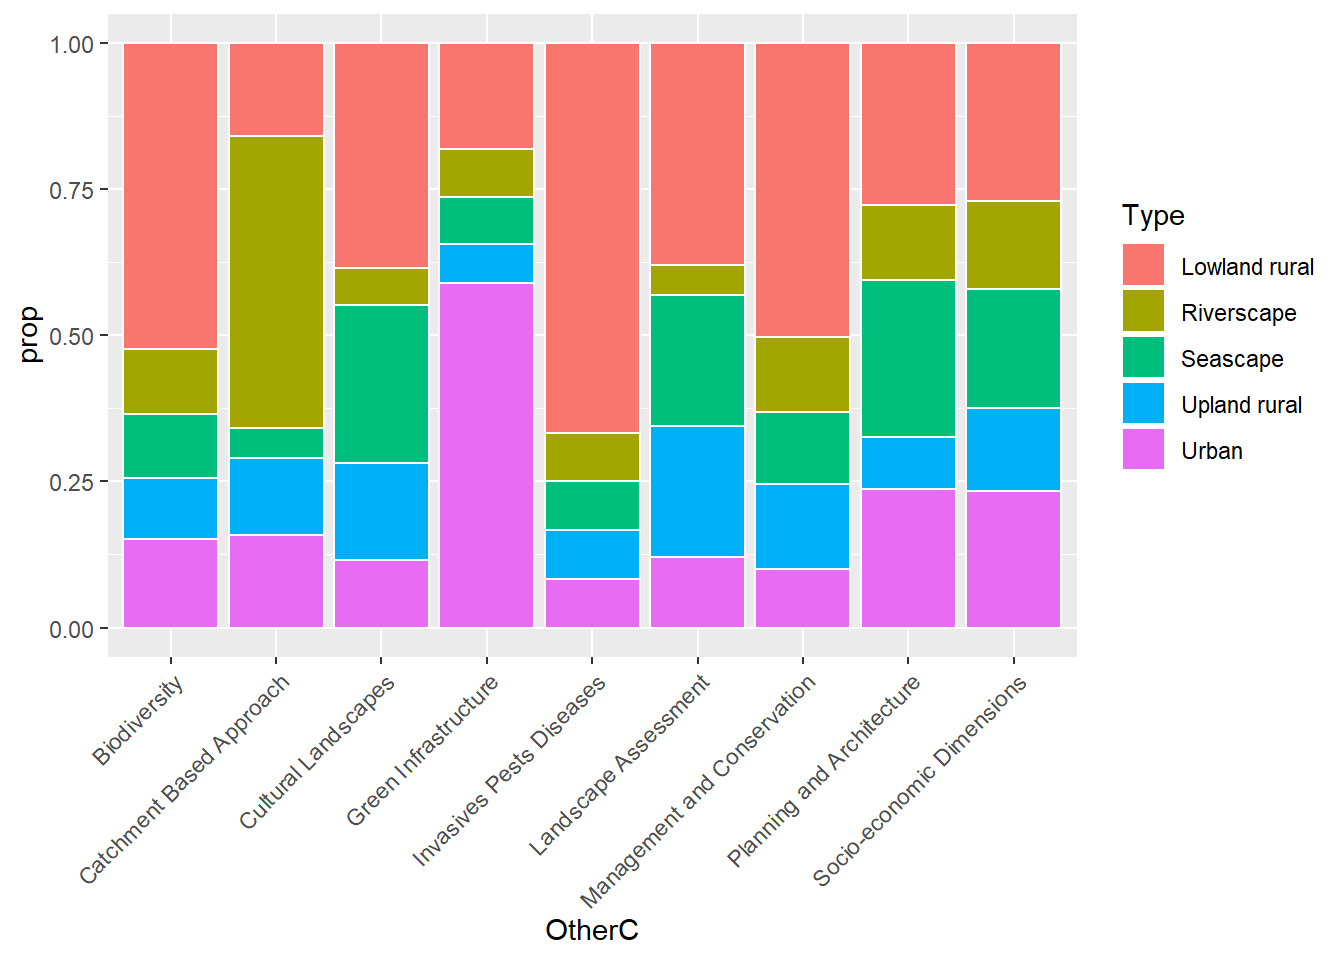 1.00
0.75
0.50
0.25
0.00
prop
Biodiversity
Catchment Based Approach
Cultural Landscapes
Green Infrastructure
Invasives Pests Diseases
Landscape Assessment
Management and Conservation
Planning and Architecture
Socio-economic Dimensions
OtherC
Type
Lowland rural
Riverscape
Seascape
Upland rural
Urban